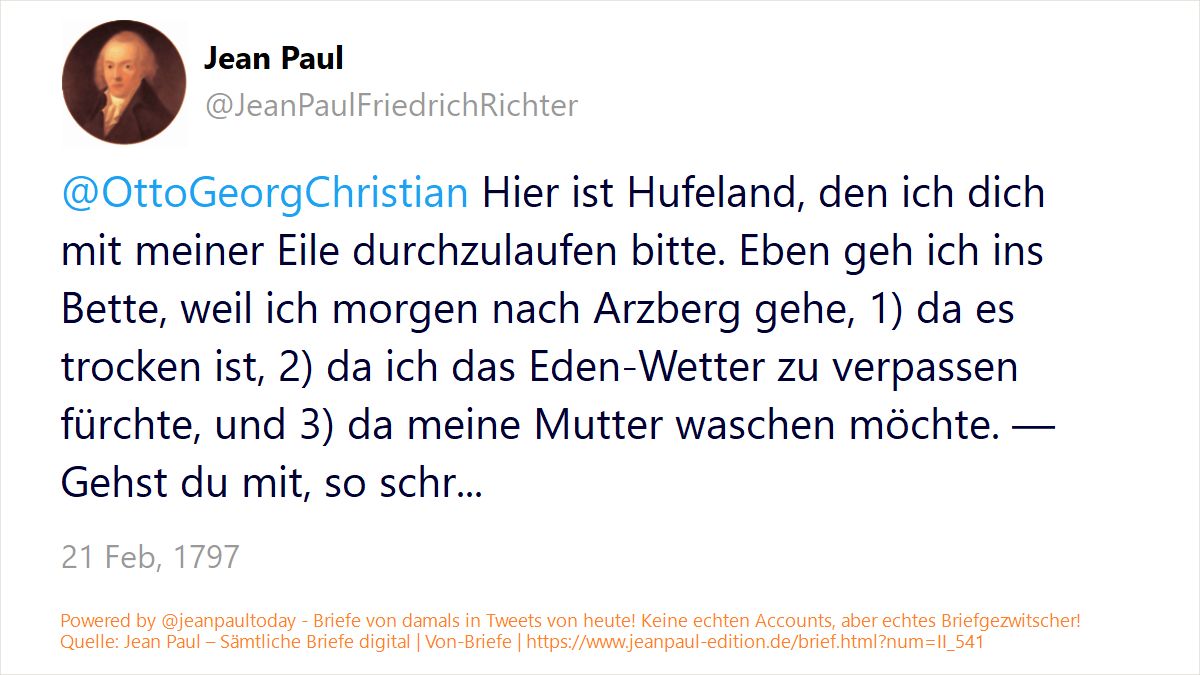 Jean Paul
@JeanPaulFriedrichRichter
@OttoGeorgChristian Hier ist Hufeland, den ich dich
mit meiner Eile durchzulaufen bitte. Eben geh ich ins
Bette, weil ich morgen nach Arzberg gehe, 1) da es
trocken ist, 2) da ich das Eden-Wetter zu verpassen
fürchte, und 3) da meine Mutter waschen möchte. —
Gehst du mit, so schr...
21 Feb, 1797
Powered by @jeanpaultoday - Briefe von damals in Tweets von heute! Keine echten Accounts, aber echtes Briefgezwitscher!
Quelle: Jean Paul – Sämtliche Briefe digital | Von-Briefe | https://www.jeanpaul-edition.de/brief.html?num=II_541